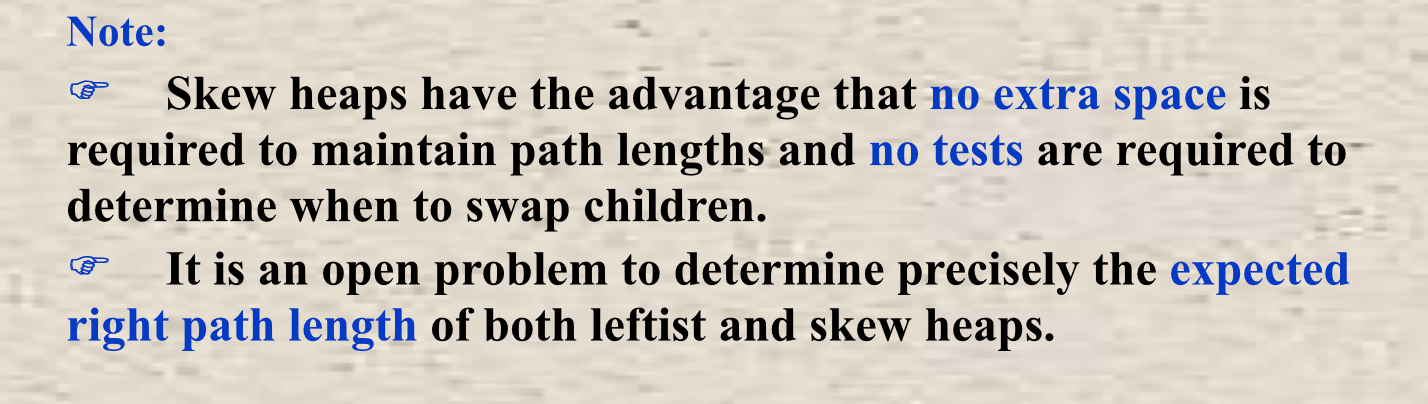 Note:
☞ Skew heaps have the advantage that no extra space is
required to maintain path lengths and no tests are required to
determine when to swap children.
☞ It is an open problem to determine precisely the expected
right path length of both leftist and skew heaps.